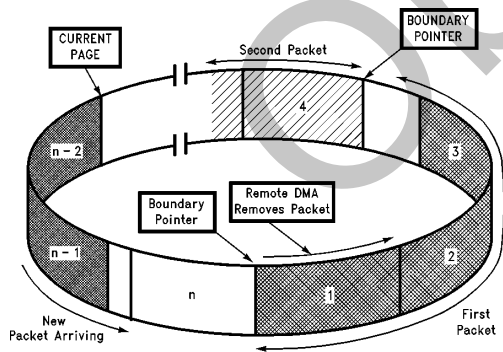 CURRENT
PAGE
Second Packet
BOUNDARY
POINTER
n-2
4
3
Boundary
Pointer
Remote DMA
Removes Packet
n-1
n
1
2
New
Packet Arriving
First
Packet